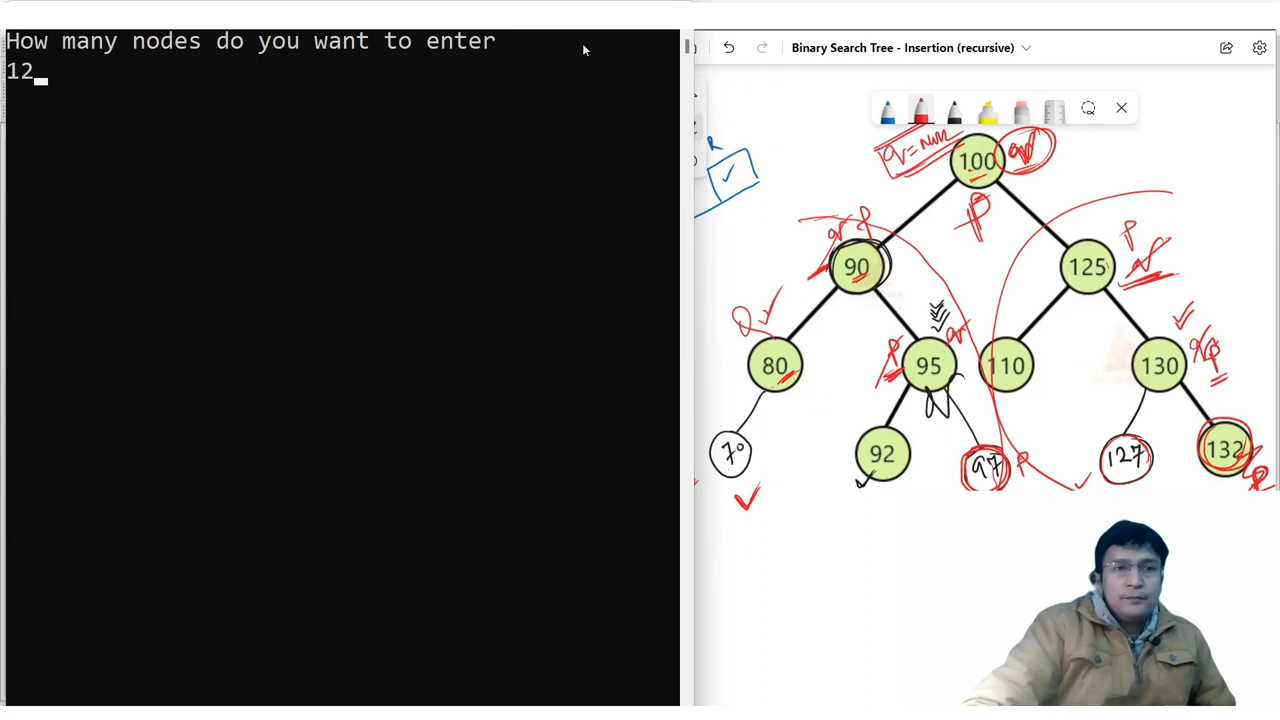 How many nodes do you want to enter
12
Binary Search Tree - Insertion (recursive)
R
q = NULL
100
q
P
q P
90
P
q
125
Q
80
P
95
q
110
130
q P
70
92
97
P
127
132
P